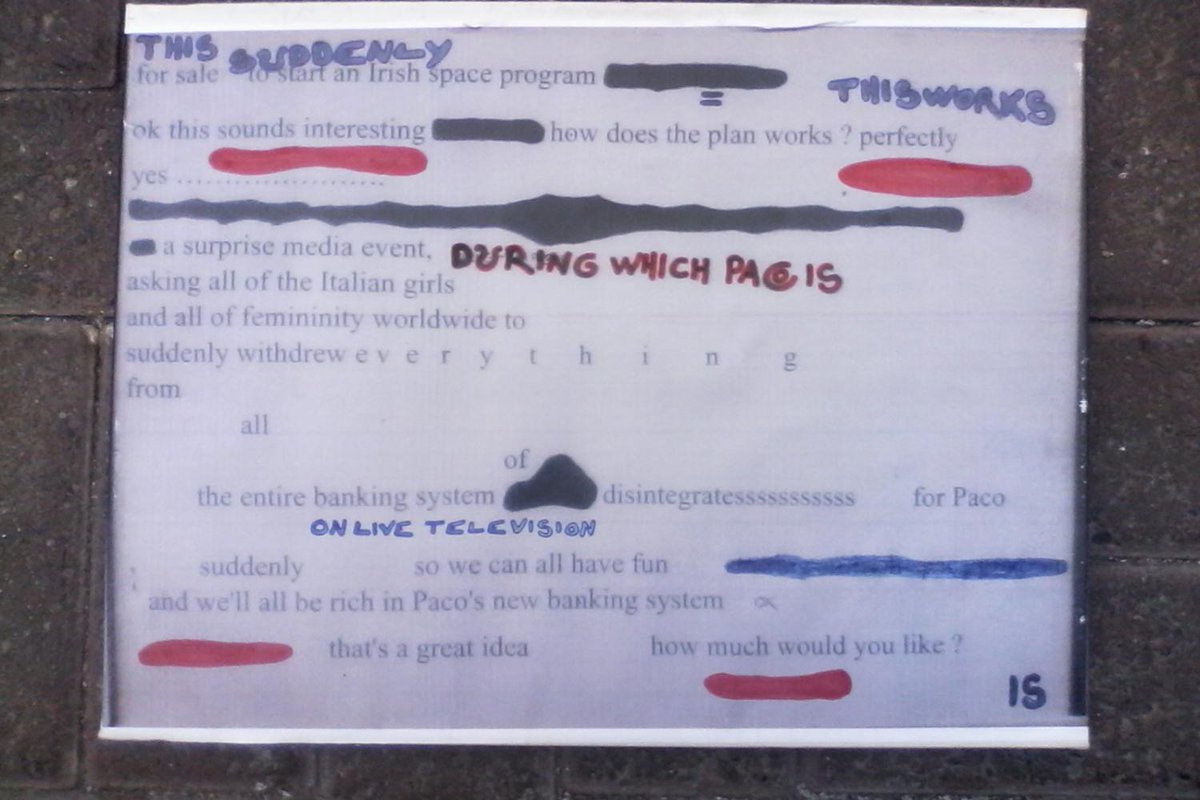 THIS SUDDENLY
for sale to start an Irish space program
=
THIS WORKS
ok this sounds interesting how does the plan works ? perfectly
yes ........................
a surprise media event, DURING WHICH PACO IS
asking all of the Italian girls
and all of femininity worldwide to
suddenly withdrew e v e r y t h i n g
from
all
of
the entire banking system disintegratesssssssssss for Paco
ON LIVE TELEVISION
suddenly so we can all have fun
and we'll all be rich in Paco's new banking system
that's a great idea how much would you like ?
IS